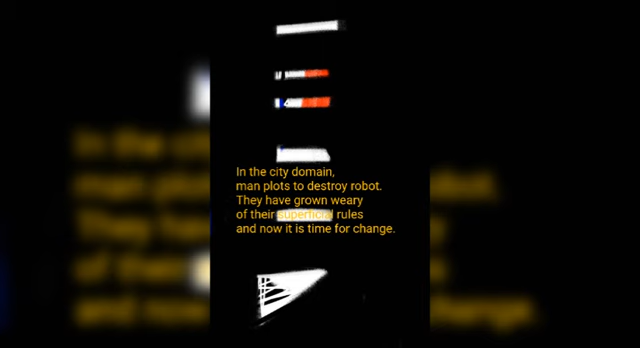 In the city domain,
man plots to destroy robot.
They have grown weary
of their superficial rules
and now it is time for change.